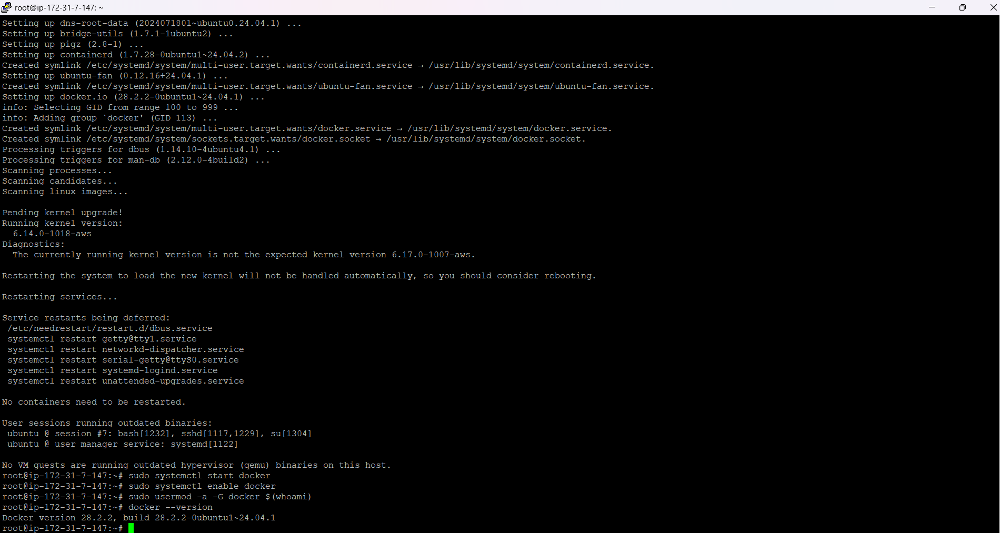 root@ip-172-31-7-147: ~
Setting up dns-root-data (2024071801~ubuntu0.24.04.1) ...
Setting up bridge-utils (1.7.1-1ubuntu2) ...
Setting up pigz (2.8-1) ...
Setting up containerd (1.7.28-0ubuntu1~24.04.2) ...
Created symlink /etc/systemd/system/multi-user.target.wants/containerd.service → /usr/lib/systemd/system/containerd.service.
Setting up ubuntu-fan (0.12.16+24.04.1) ...
Created symlink /etc/systemd/system/multi-user.target.wants/ubuntu-fan.service → /usr/lib/systemd/system/ubuntu-fan.service.
Setting up docker.io (28.2.2-0ubuntu1~24.04.1) ...
info: Selecting GID from range 100 to 999 ...
info: Adding group `docker' (GID 113) ...
Created symlink /etc/systemd/system/multi-user.target.wants/docker.service → /usr/lib/systemd/system/docker.service.
Created symlink /etc/systemd/system/sockets.target.wants/docker.socket → /usr/lib/systemd/system/docker.socket.
Processing triggers for dbus (1.14.10-4ubuntu4.1) ...
Processing triggers for man-db (2.12.0-4build2) ...
Scanning processes...
Scanning candidates...
Scanning linux images...
Pending kernel upgrade!
Running kernel version:
  6.14.0-1018-aws
Diagnostics:
  The currently running kernel version is not the expected kernel version 6.17.0-1007-aws.
Restarting the system to load the new kernel will not be handled automatically, so you should consider rebooting.
Restarting services...
Service restarts being deferred:
 /etc/needrestart/restart.d/dbus.service
 systemctl restart getty@tty1.service
 systemctl restart networkd-dispatcher.service
 systemctl restart serial-getty@ttyS0.service
 systemctl restart systemd-logind.service
 systemctl restart unattended-upgrades.service
No containers need to be restarted.
User sessions running outdated binaries:
 ubuntu @ session #7: bash[1232], sshd[1117,1229], su[1304]
 ubuntu @ user manager service: systemd[1122]
No VM guests are running outdated hypervisor (qemu) binaries on this host.
root@ip-172-31-7-147:~# sudo systemctl start docker
root@ip-172-31-7-147:~# sudo systemctl enable docker
root@ip-172-31-7-147:~# sudo usermod -a -G docker $(whoami)
root@ip-172-31-7-147:~# docker --version
Docker version 28.2.2, build 28.2.2-0ubuntu1~24.04.1
root@ip-172-31-7-147:~#